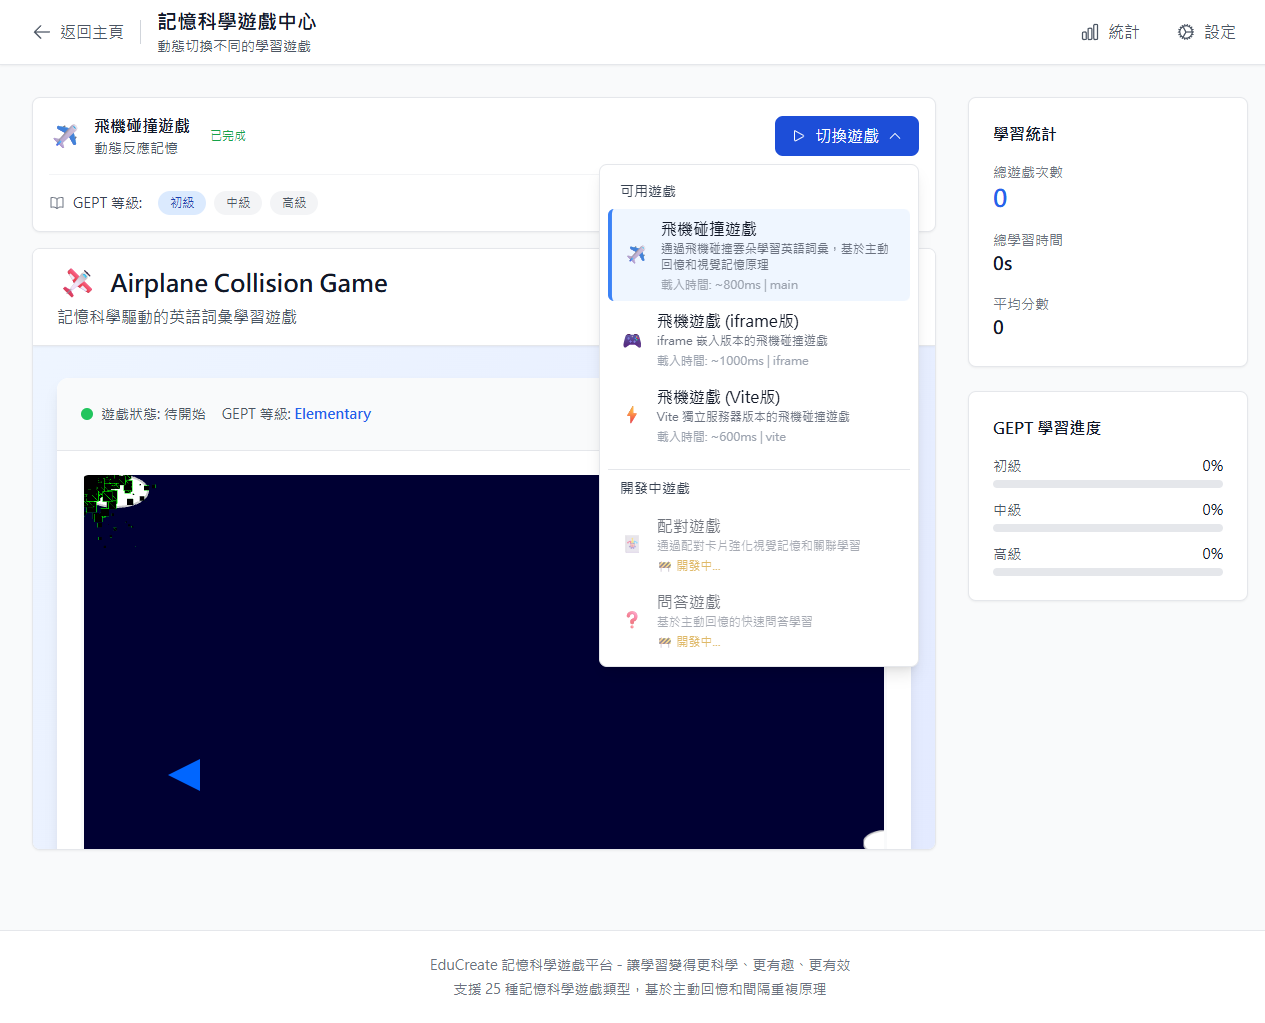 返回主頁
記憶科學遊戲中心
動態切換不同的學習遊戲
統計
設定
飛機碰撞遊戲
動態反應記憶
已完成
切換遊戲
GEPT 等級:
初級
中級
高級
可用遊戲
飛機碰撞遊戲
通過飛機碰撞雲朵學習英語詞彙，基於主動
回憶和視覺記憶原理
載入時間: ~800ms | main
飛機遊戲 (iframe版)
iframe 嵌入版本的飛機碰撞遊戲
載入時間: ~1000ms | iframe
飛機遊戲 (Vite版)
Vite 獨立服務器版本的飛機碰撞遊戲
載入時間: ~600ms | vite
開發中遊戲
配對遊戲
通過配對卡片強化視覺記憶和關聯學習
🚧 開發中...
問答遊戲
基於主動回憶的快速問答學習
🚧 開發中...
Airplane Collision Game
記憶科學驅動的英語詞彙學習遊戲
遊戲狀態: 待開始
GEPT 等級: Elementary
學習統計
總遊戲次數
0
總學習時間
0s
平均分數
0
GEPT 學習進度
初級 0%
中級 0%
高級 0%
EduCreate 記憶科學遊戲平台 - 讓學習變得更科學、更有趣、更有效
支援 25 種記憶科學遊戲類型，基於主動回憶和間隔重複原理